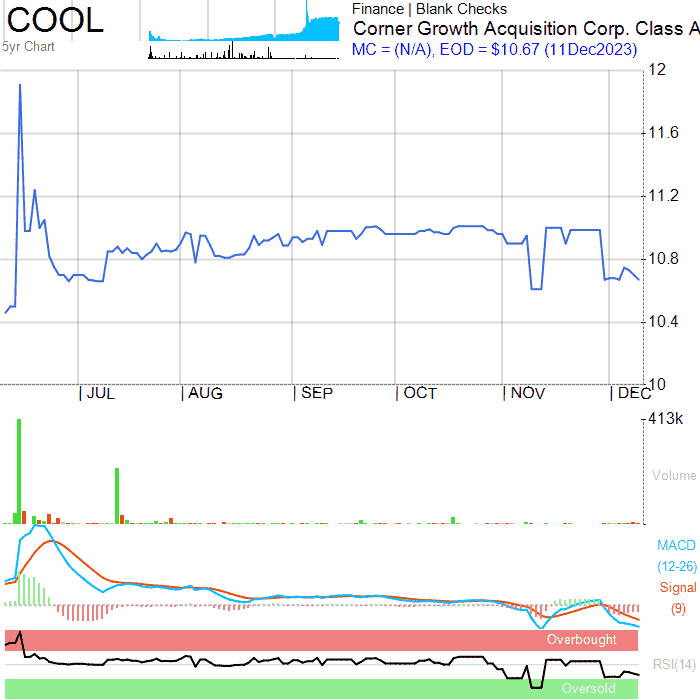 COOL
5yr Chart
Finance | Blank Checks
Corner Growth Acquisition Corp. Class A
MC = (N/A), EOD = $10.67 (11Dec2023)
12
11.6
11.2
10.8
10.4
10
JUL
AUG
SEP
OCT
NOV
DEC
413k
Volume
MACD
(12-26)
Signal
(9)
Overbought
RSI(14)
Oversold